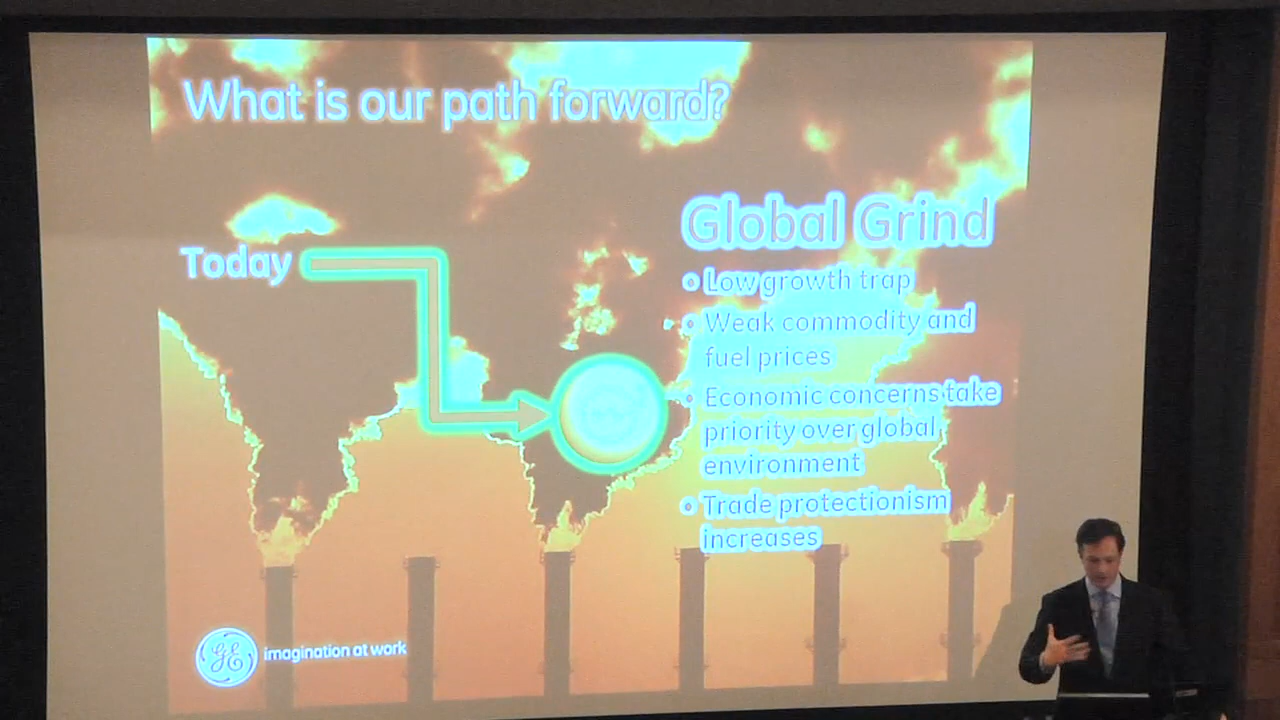 What is our path forward?
Global Grind
Today
• Low growth trap
• Weak commodity and
fuel prices
• Economic concerns take
priority over global
environment
• Trade protectionism
increases
GE
imagination at work